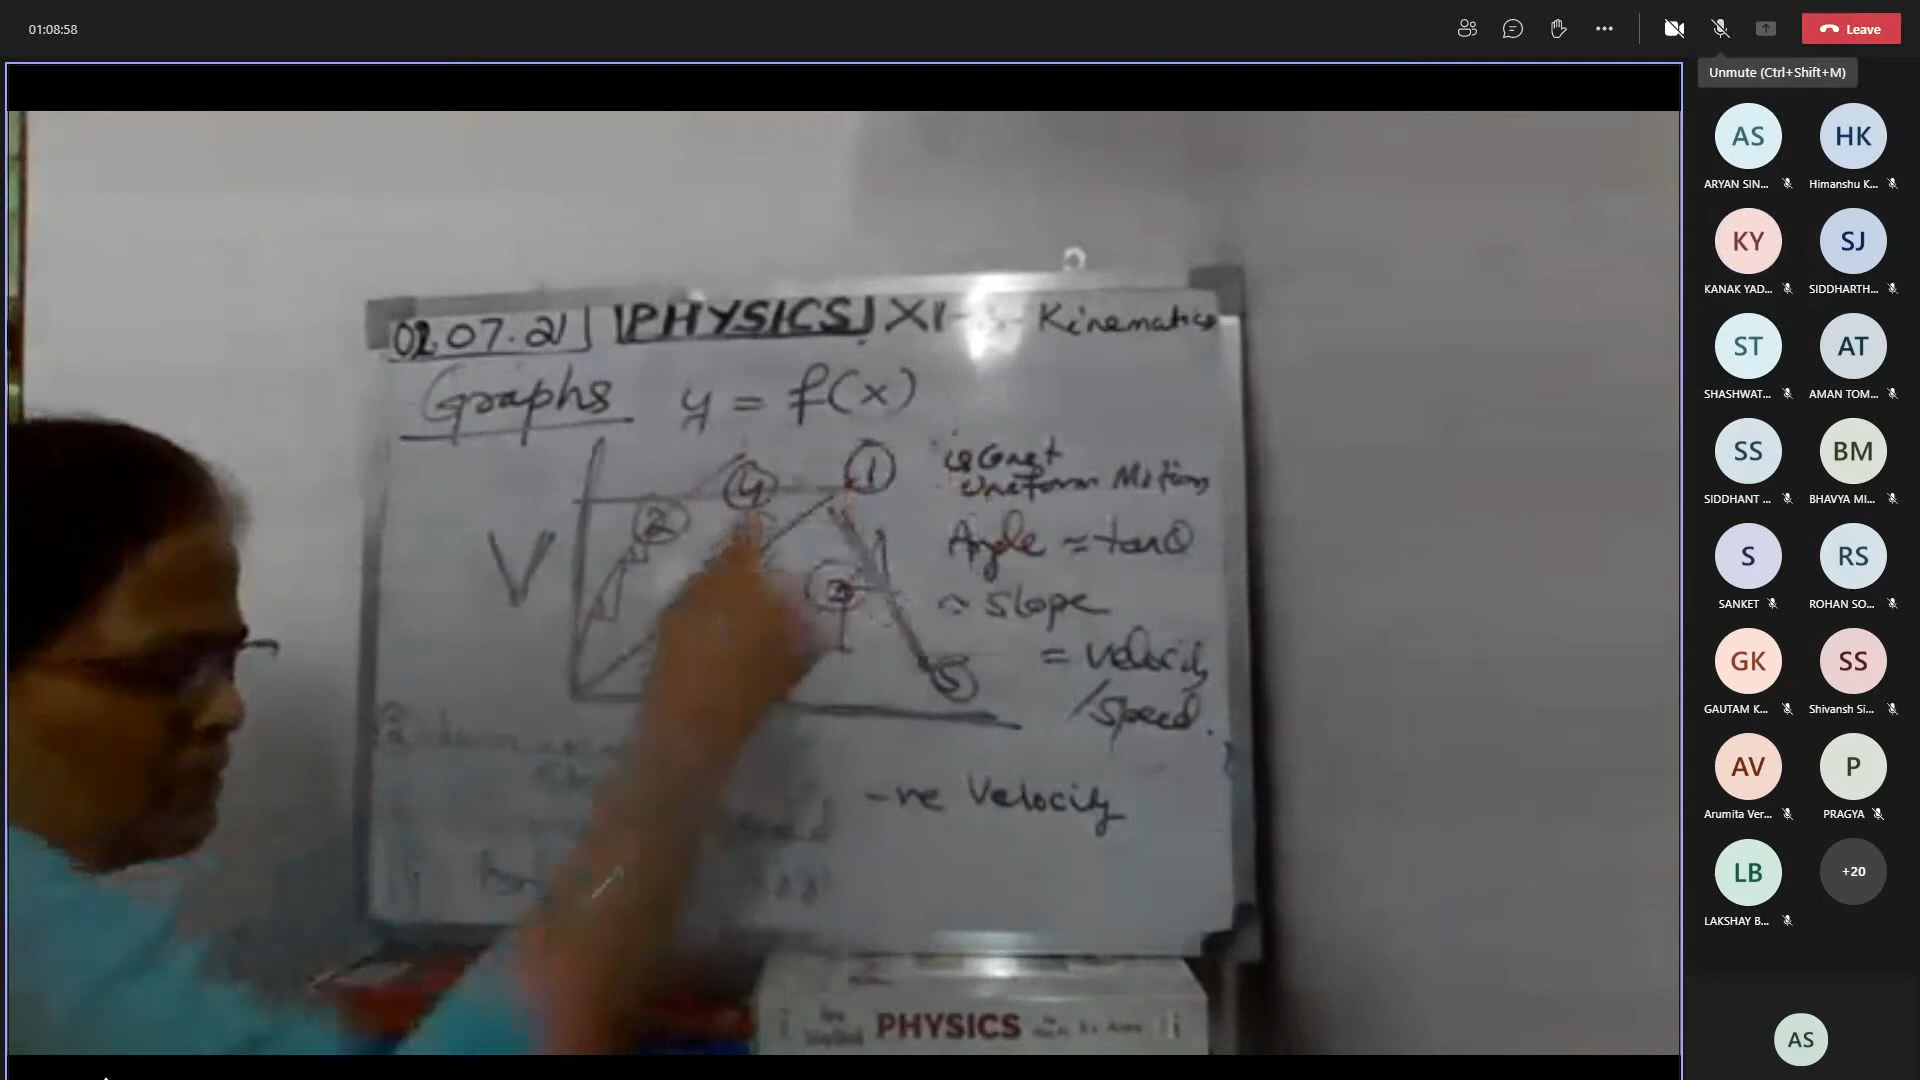 01:08:58
Leave
Unmute (Ctrl+Shift+M)
AS
HK
ARYAN SIN...
Himanshu K...
KY
SJ
KANAK YAD...
SIDDHARTH...
ST
AT
SHASHWAT...
AMAN TOM...
SS
BM
SIDDHANT ...
BHAVYA MI...
S
RS
SANKET
ROHAN SO...
GK
SS
GAUTAM K...
Shivansh Si...
AV
P
Arumita Ver...
PRAGYA
LB
+20
LAKSHAY B...
AS
02.07.21 PHYSICS XI - Kinematics
Graphs y = f(x)
4 1
2
V
5
Uniform Motion
Angle = tanθ
slope
= velocity
/speed.
-ve Velocity
PHYSICS